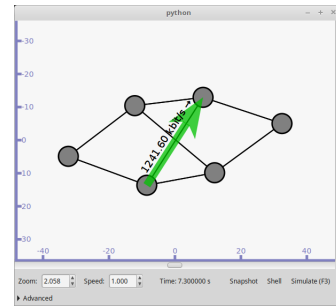 python
-30
-20
-10
0
10
20
30
1241.60 kbit/s →
-40 -20 0 20 40
Zoom: 2.058 Speed: 1.000 Time: 7.300000 s Snapshot Shell Simulate (F3)
Advanced